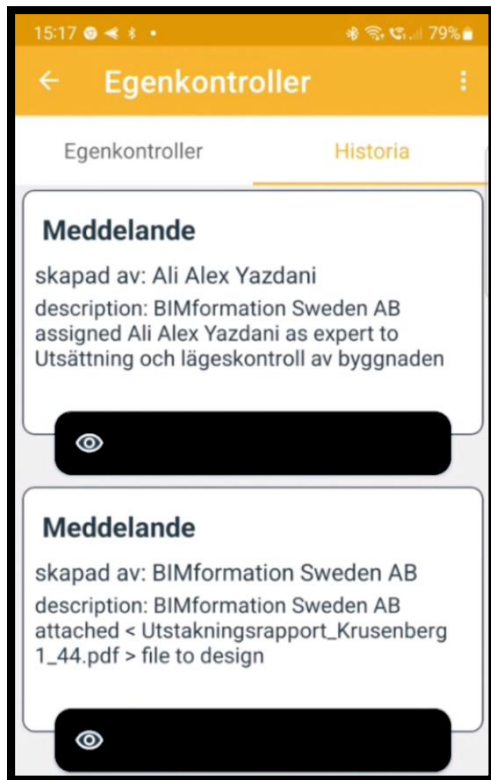 15:17 79%
Egenkontroller
Egenkontroller Historia
Meddelande
skapad av: Ali Alex Yazdani
description: BIMformation Sweden AB
assigned Ali Alex Yazdani as expert to
Utsättning och lägeskontroll av byggnaden
Meddelande
skapad av: BIMformation Sweden AB
description: BIMformation Sweden AB
attached < Utstakningsrapport_Krusenberg
1_44.pdf > file to design